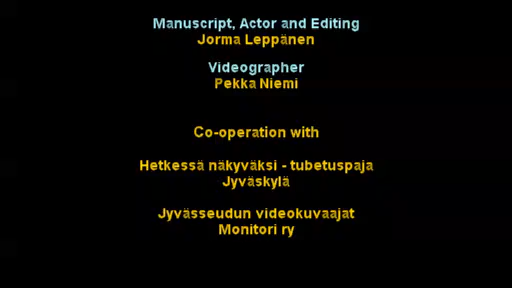 Manuscript, Actor and Editing
Jorma Leppänen
Videographer
Pekka Niemi
Co-operation with
Hetkessä näkyväksi - tubetuspaja
Jyväskylä
Jyvässeudun videokuvaajat
Monitori ry